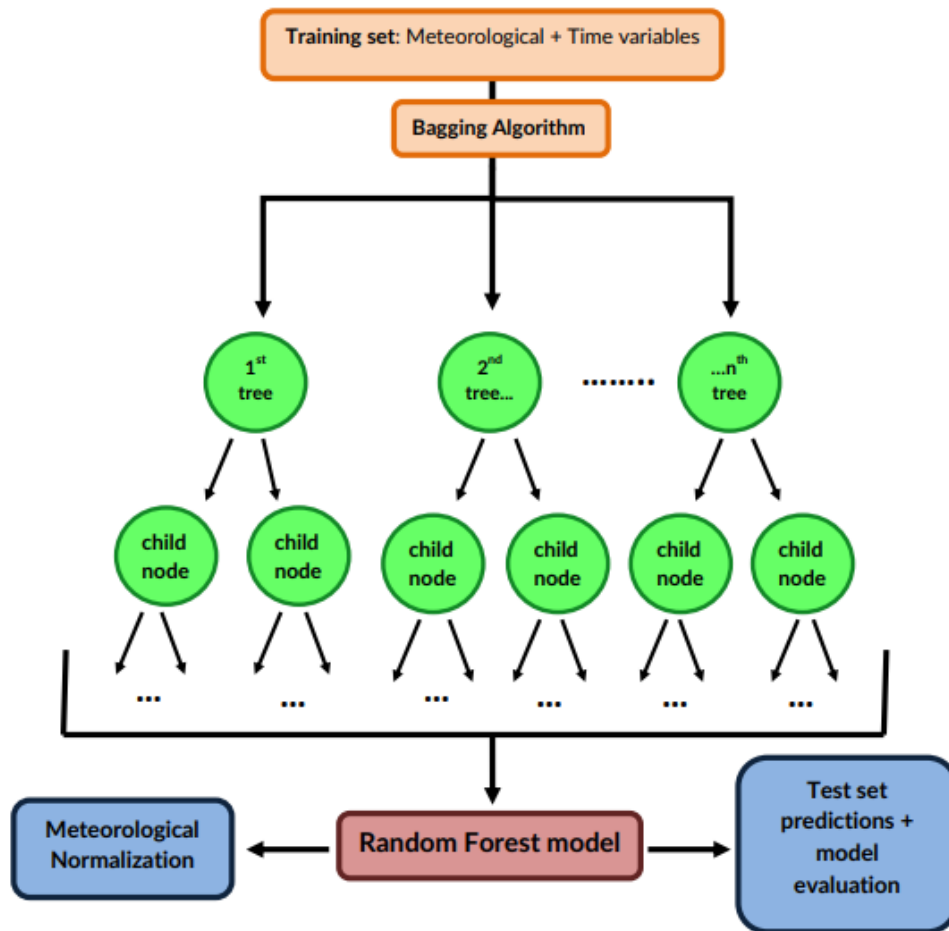 Training set: Meteorological + Time variables
Bagging Algorithm
1st
tree
2nd
tree...
........
...nth
tree
child
node
child
node
child
node
child
node
child
node
child
node
...
...
...
...
...
...
Meteorological
Normalization
Random Forest model
Test set
predictions +
model
evaluation